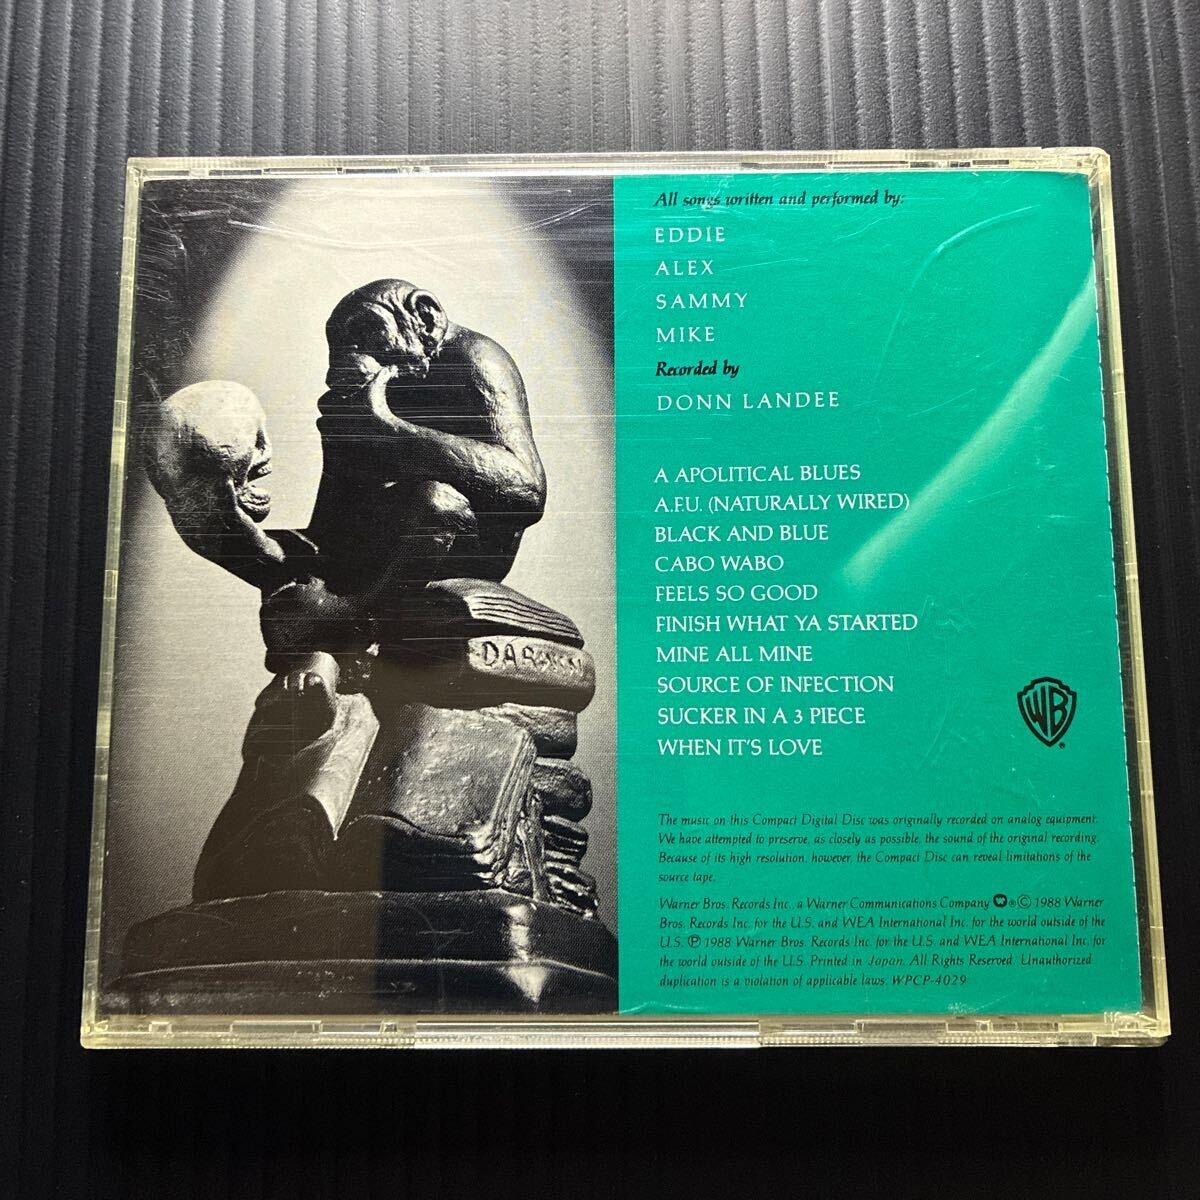 All songs written and performed by:
EDDIE
ALEX
SAMMY
MIKE
Recorded by
DONN LANDEE
A APOLITICAL BLUES
A.F.U. (NATURALLY WIRED)
BLACK AND BLUE
CABO WABO
FEELS SO GOOD
FINISH WHAT YA STARTED
MINE ALL MINE
SOURCE OF INFECTION
SUCKER IN A 3 PIECE
WHEN IT'S LOVE
WB
®
The music on this Compact Digital Disc was originally recorded on analog equipment.
We have attempted to preserve, as closely as possible, the sound of the original recording.
Because of its high resolution, however, the Compact Disc can reveal limitations of the
source tape.
Warner Bros. Records Inc., a Warner Communications Company ®©1988 Warner
Bros. Records Inc. for the U.S. and WEA International Inc. for the world outside of the
U.S. ℗ 1988 Warner Bros. Records Inc. for the U.S. and WEA International Inc. for
the world outside of the U.S. Printed in Japan. All Rights Reserved. Unauthorized
duplication is a violation of applicable laws. WPCP-4029